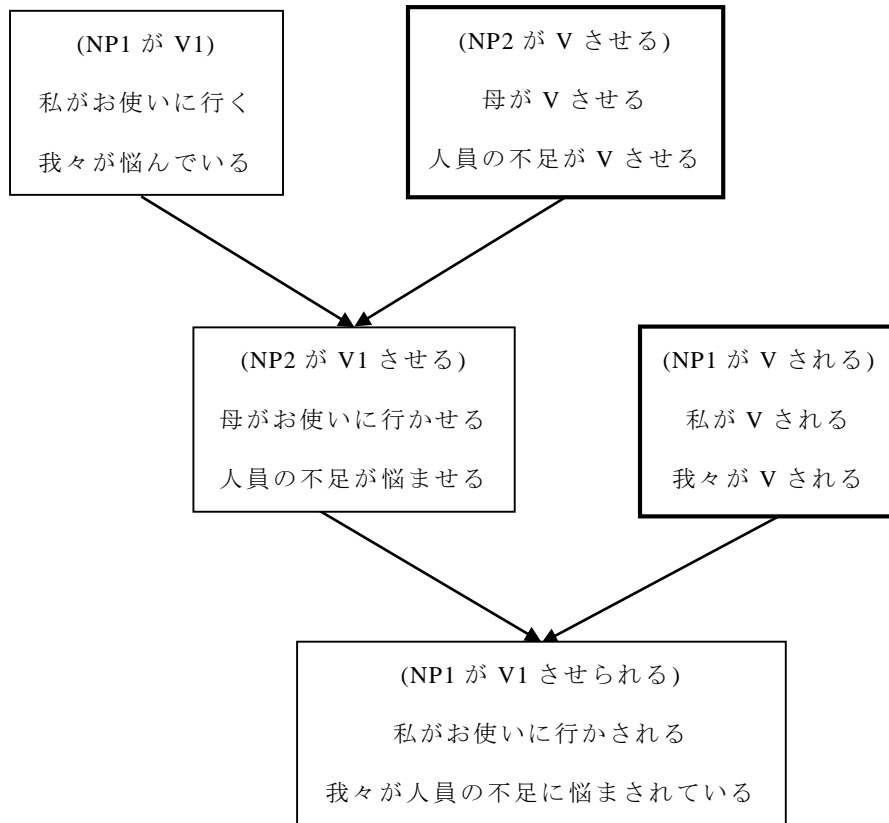 (NP1 が V1)
私がお使いに行く
我々が悩んでいる
(NP2 が V させる)
母が V させる
人員の不足が V させる
(NP2 が V1 させる)
母がお使いに行かせる
人員の不足が悩ませる
(NP1 が V される)
私が V される
我々が V される
(NP1 が V1 させられる)
私がお使いに行かされる
我々が人員の不足に悩まされている